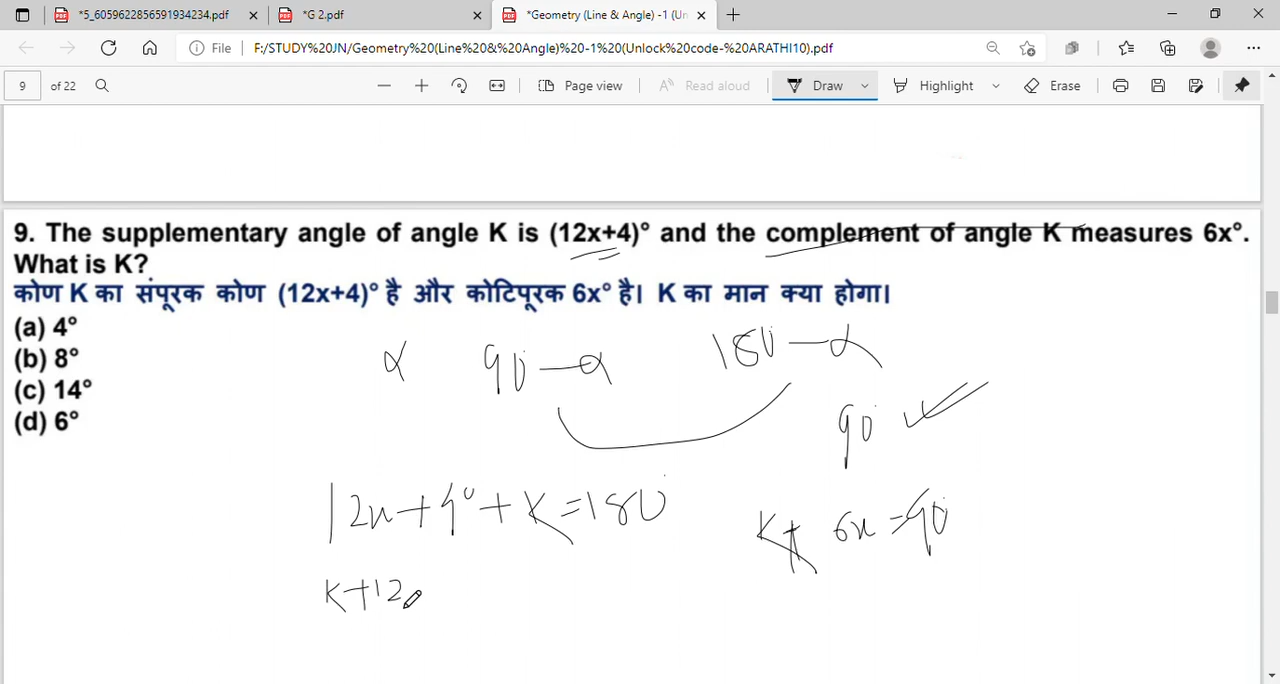 *5_6059622856591934234.pdf
*G 2.pdf
*Geometry (Line & Angle) -1 (Un
File
F:/STUDY%20JN/Geometry%20(Line%20&%20Angle)%20-1%20(Unlock%20code-%20ARATHI10).pdf
9 of 22
Page view
Read aloud
Draw
Highlight
Erase
9. The supplementary angle of angle K is (12x+4)° and the complement of angle K measures 6x°.
What is K?
कोण K का संपूरक कोण (12x+4)° है और कोटिपूरक 6x° है। K का मान क्या होगा।
(a) 4°
(b) 8°
(c) 14°
(d) 6°
α 90-α 180-α
90
12x+4°+K=180
K+ 6x=90
K+12